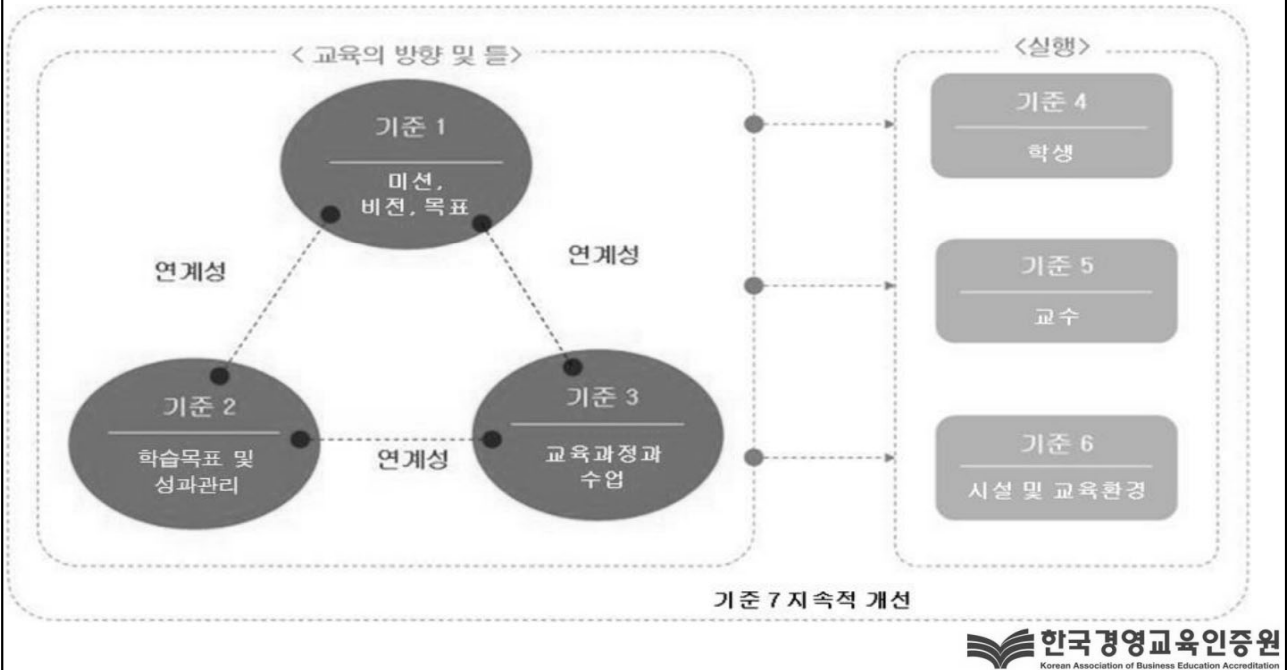 < 교육의 방향 및 틀>
기준 1
미션,
비전, 목표
연계성
연계성
기준 2
학습목표 및
성과관리
연계성
기준 3
교육과정과
수업
<실행>
기준 4
학생
기준 5
교수
기준 6
시설 및 교육환경
기준 7 지속적 개선
한국경영교육인증원
Korean Association of Business Education Accreditation